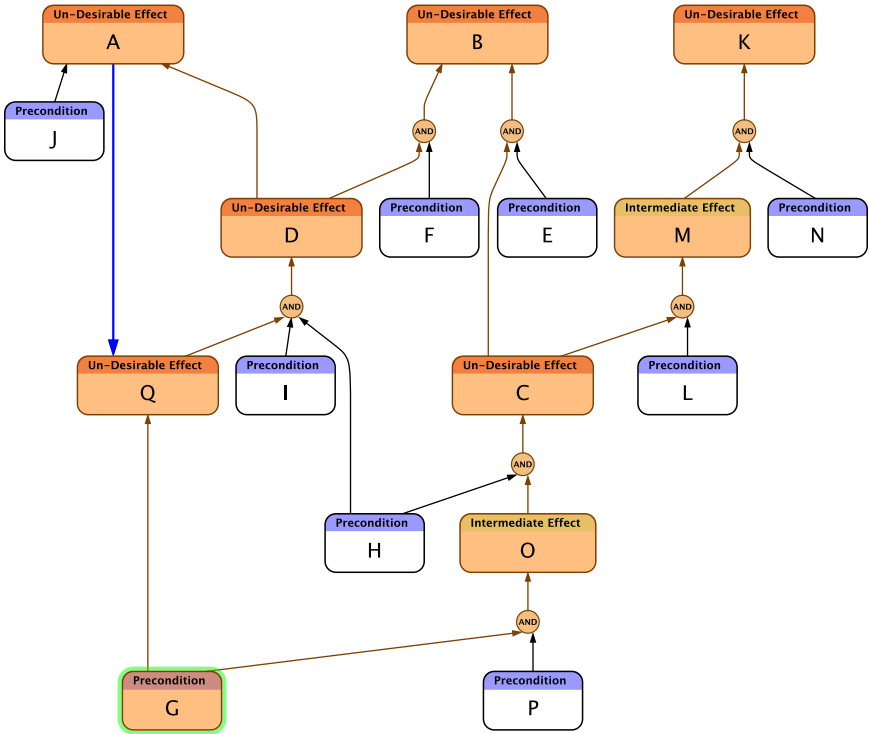 Un-Desirable Effect
A
Un-Desirable Effect
B
Un-Desirable Effect
K
Precondition
J
AND
AND
AND
Un-Desirable Effect
D
Precondition
F
Precondition
E
Intermediate Effect
M
Precondition
N
AND
AND
Un-Desirable Effect
Q
Precondition
I
Un-Desirable Effect
C
Precondition
L
AND
Precondition
H
Intermediate Effect
O
AND
Precondition
G
Precondition
P